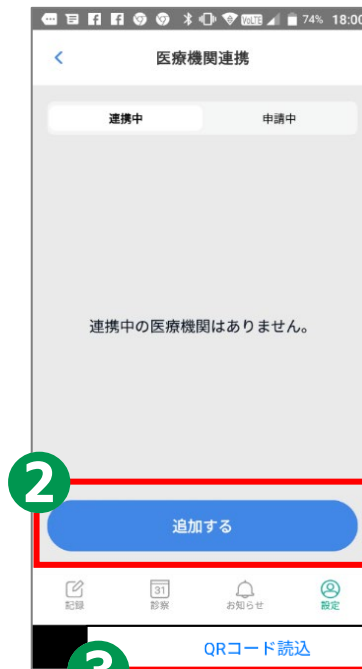 VoLTE 74% 18:00
医療機関連携
連携中 申請中
連携中の医療機関はありません。
2
追加する
31
記録 診察 お知らせ 設定
QRコード読込
3